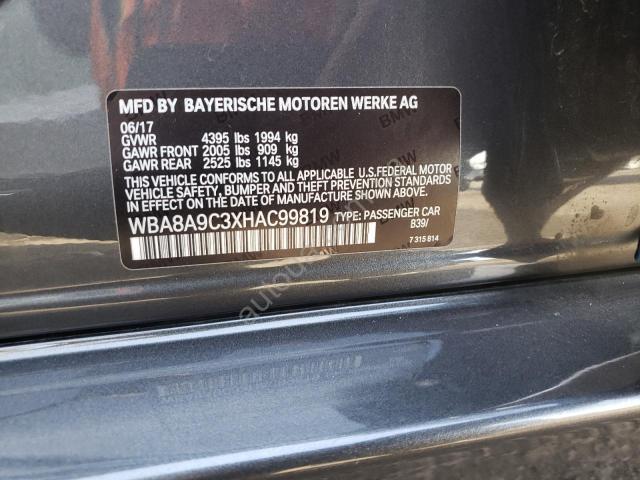 MFD BY BAYERISCHE MOTOREN WERKE AG
06/17
GVWR 4395 lbs 1994 kg
GAWR FRONT 2005 lbs 909 kg
GAWR REAR 2525 lbs 1145 kg
THIS VEHICLE CONFORMS TO ALL APPLICABLE U.S.FEDERAL MOTOR
VEHICLE SAFETY, BUMPER AND THEFT PREVENTION STANDARDS
IN EFFECT ON THE DATE OF MANUFACTURE SHOWN ABOVE.
WBA8A9C3XHAC99819 TYPE: PASSENGER CAR
B39/
7 315 814